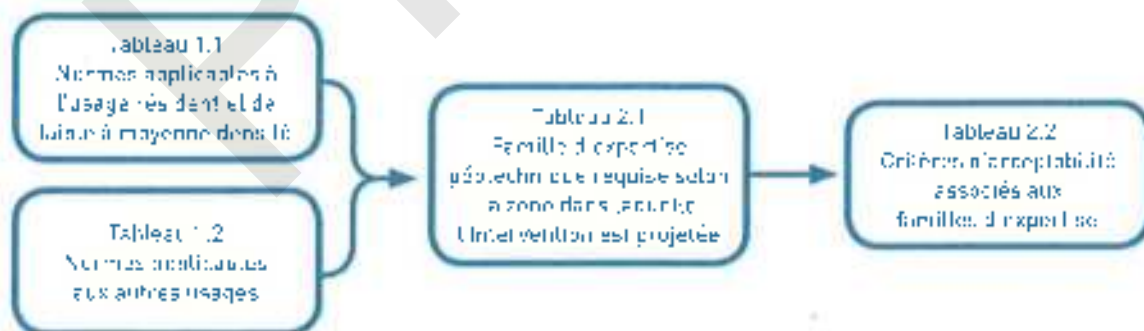 Tableau 1.1
Normes applicables à
l'usage résidentiel de
faible à moyenne densité
Tableau 1.2
Normes applicables
aux autres usages
Tableau 2.1
Famille d'expertise
géotechnique requise selon
la zone dans laquelle
l'intervention est projetée
Tableau 2.2
Critères d'acceptabilité
associés aux
familles d'expertise